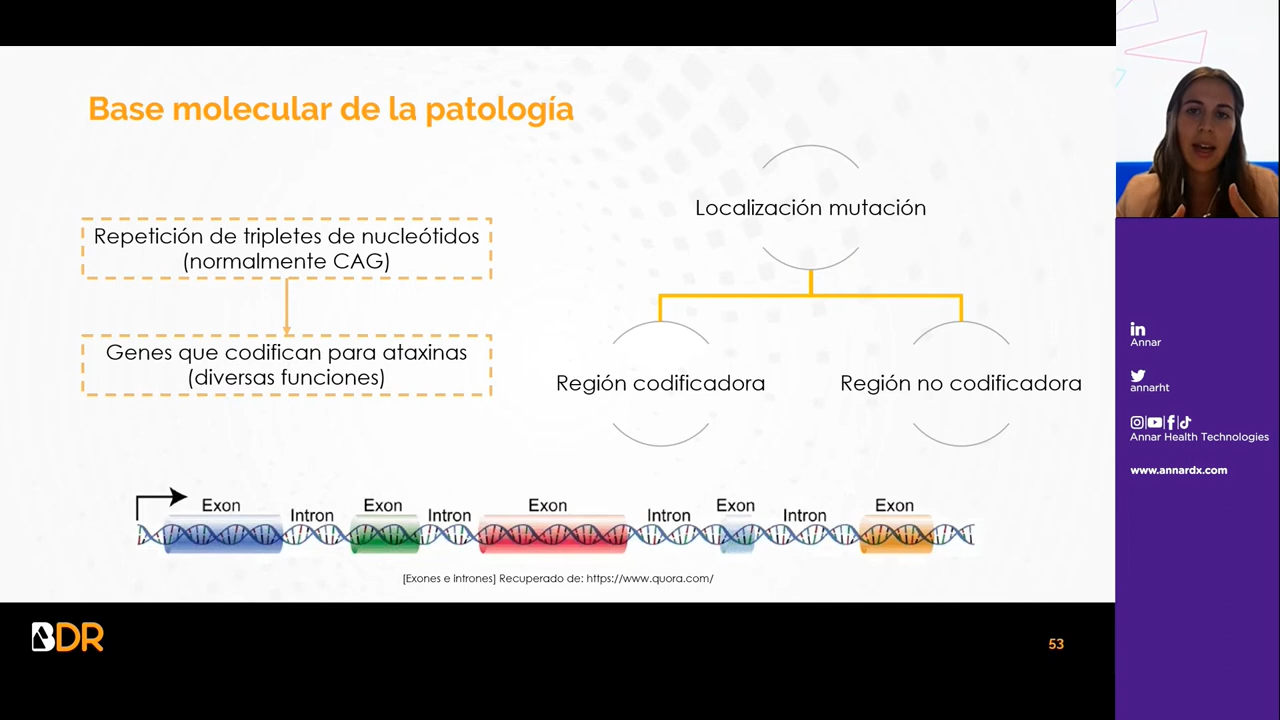 Base molecular de la patología
Repetición de tripletes de nucleótidos
(normalmente CAG)
Genes que codifican para ataxinas
(diversas funciones)
Localización mutación
Región codificadora
Región no codificadora
Exon
Intron
Exon
Intron
Exon
Intron
Exon
Intron
Exon
[Exones e intrones] Recuperado de: https://www.quora.com/
BDR
53
in
Annar
annarht
Annar Health Technologies
www.annardx.com